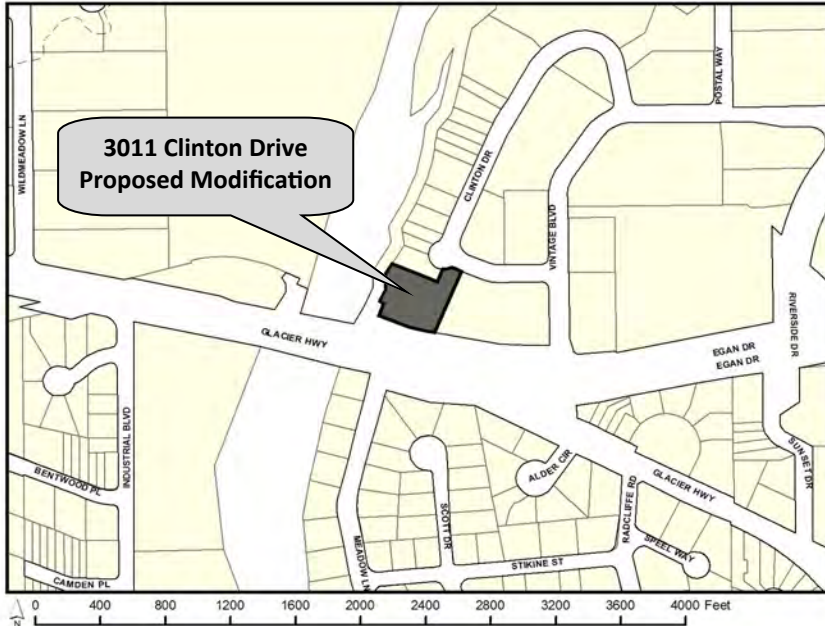 POSTAL WAY
WILDMEADOW LN
3011 Clinton Drive
Proposed Modification
CLINTON DR
VINTAGE BLVD
RIVERSIDE DR
GLACIER HWY
EGAN DR
EGAN DR
INDUSTRIAL BLVD
BENTWOOD PL
ALDER CIR
GLACIER HWY
SUNSET DR
SCOTT DR
RADCLIFFE RD
MEADOW LN
SPEEL WAY
STIKINE ST
CAMDEN PL
N
0 400 800 1200 1600 2000 2400 2800 3200 3600 4000 Feet